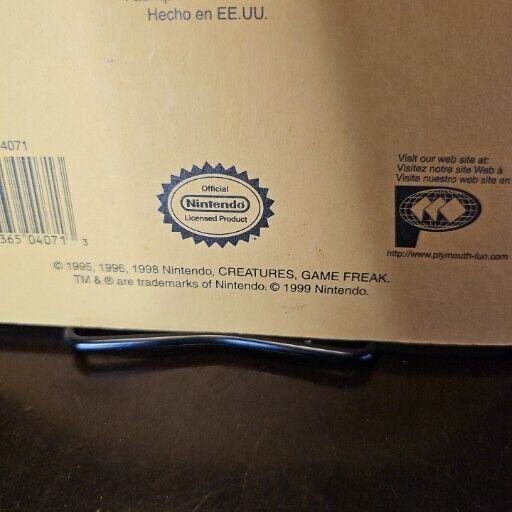 Hecho en EE.UU.
4071
365 04071 3
Official
Nintendo
Licensed Product
Visit our web site at:
Visitez notre site Web à
Visite nuestro web site en
http://www.plymouth-fun.com
© 1995, 1996, 1998 Nintendo, CREATURES, GAME FREAK.
TM & ® are trademarks of Nintendo. © 1999 Nintendo.